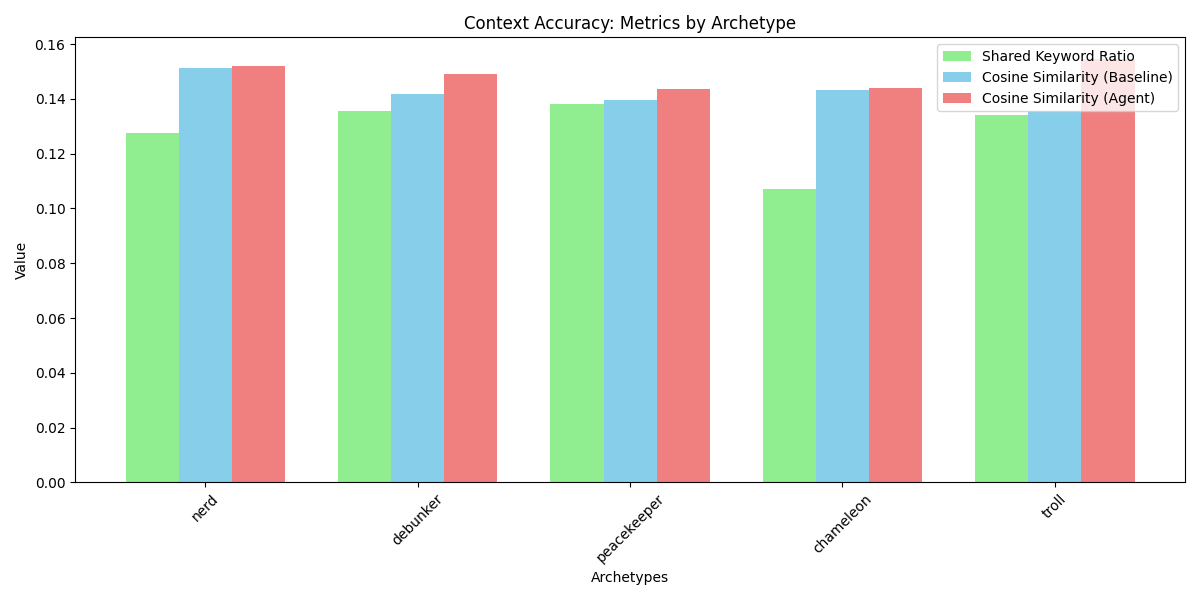 Context Accuracy: Metrics by Archetype
Shared Keyword Ratio
Cosine Similarity (Baseline)
Cosine Similarity (Agent)
Value
0.16
0.14
0.12
0.10
0.08
0.06
0.04
0.02
0.00
nerd
debunker
peacekeeper
chameleon
troll
Archetypes